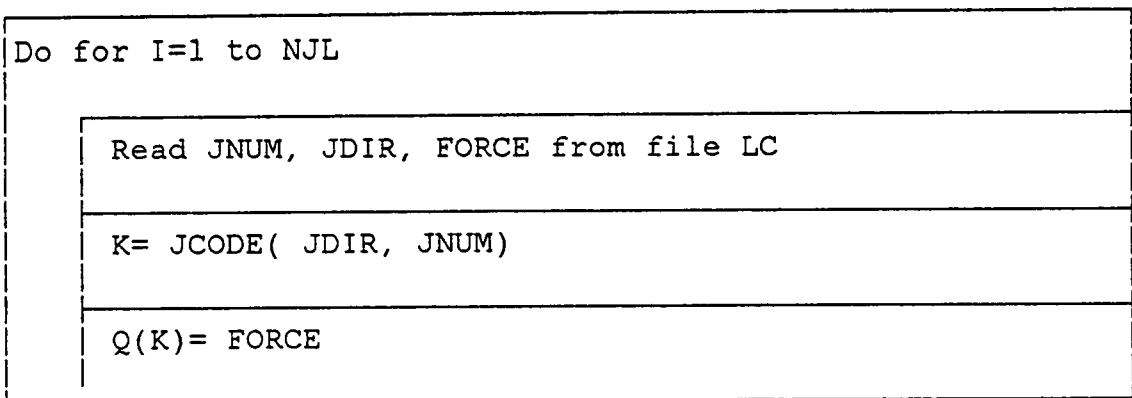 Do for I=1 to NJL
Read JNUM, JDIR, FORCE from file LC
K= JCODE( JDIR, JNUM)
Q(K)= FORCE